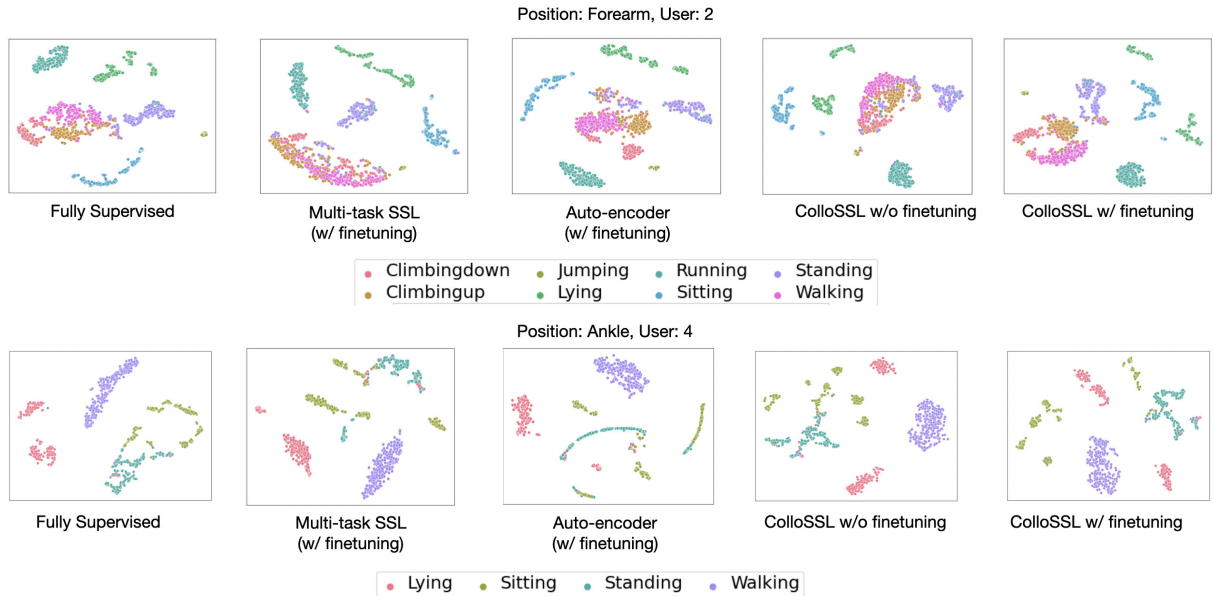 Position: Forearm, User: 2
Fully Supervised
Multi-task SSL
(w/ finetuning)
Auto-encoder
(w/ finetuning)
ColloSSL w/o finetuning
ColloSSL w/ finetuning
Climbingdown
Jumping
Running
Standing
Climbingup
Lying
Sitting
Walking
Position: Ankle, User: 4
Fully Supervised
Multi-task SSL
(w/ finetuning)
Auto-encoder
(w/ finetuning)
ColloSSL w/o finetuning
ColloSSL w/ finetuning
Lying
Sitting
Standing
Walking